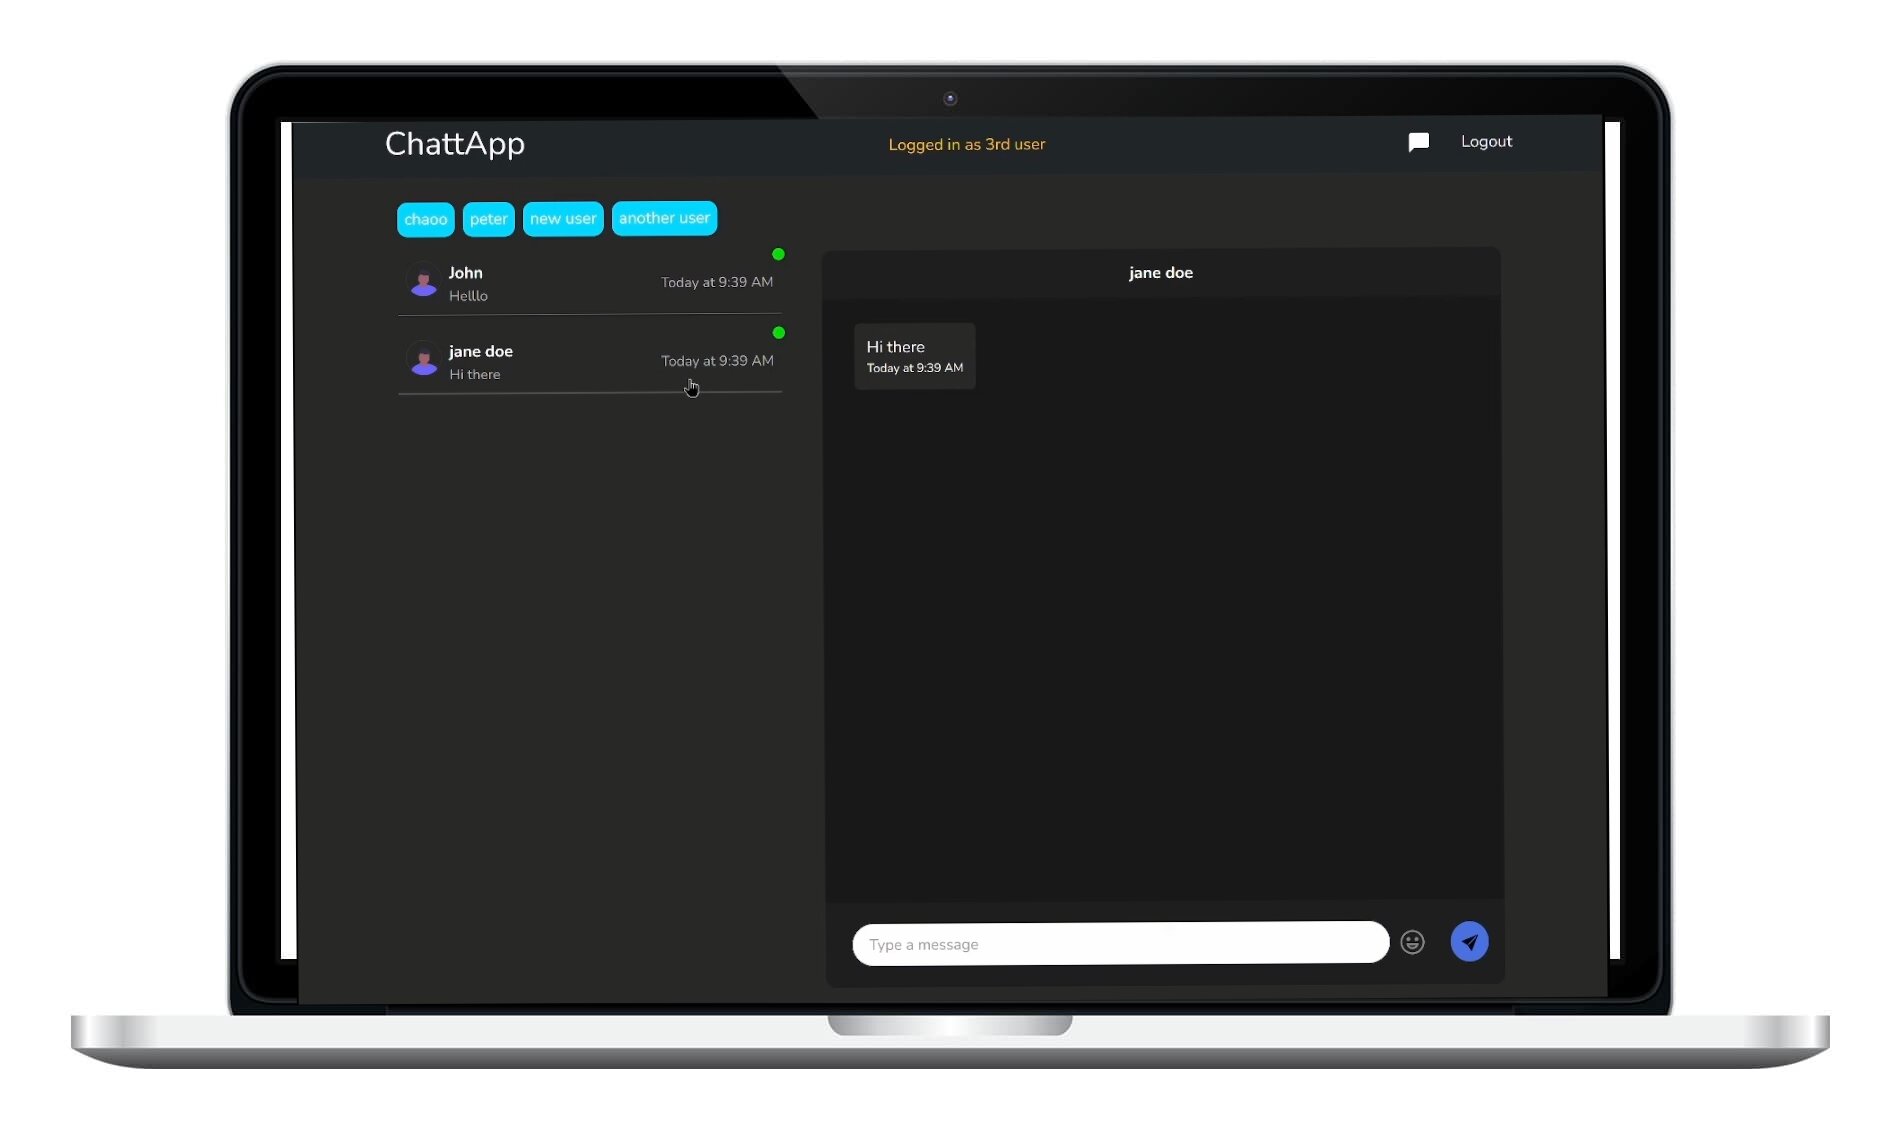 ChattApp
Logged in as 3rd user
Logout
chaoo
peter
new user
another user
John
Helllo
Today at 9:39 AM
jane doe
Hi there
Today at 9:39 AM
jane doe
Hi there
Today at 9:39 AM
Type a message